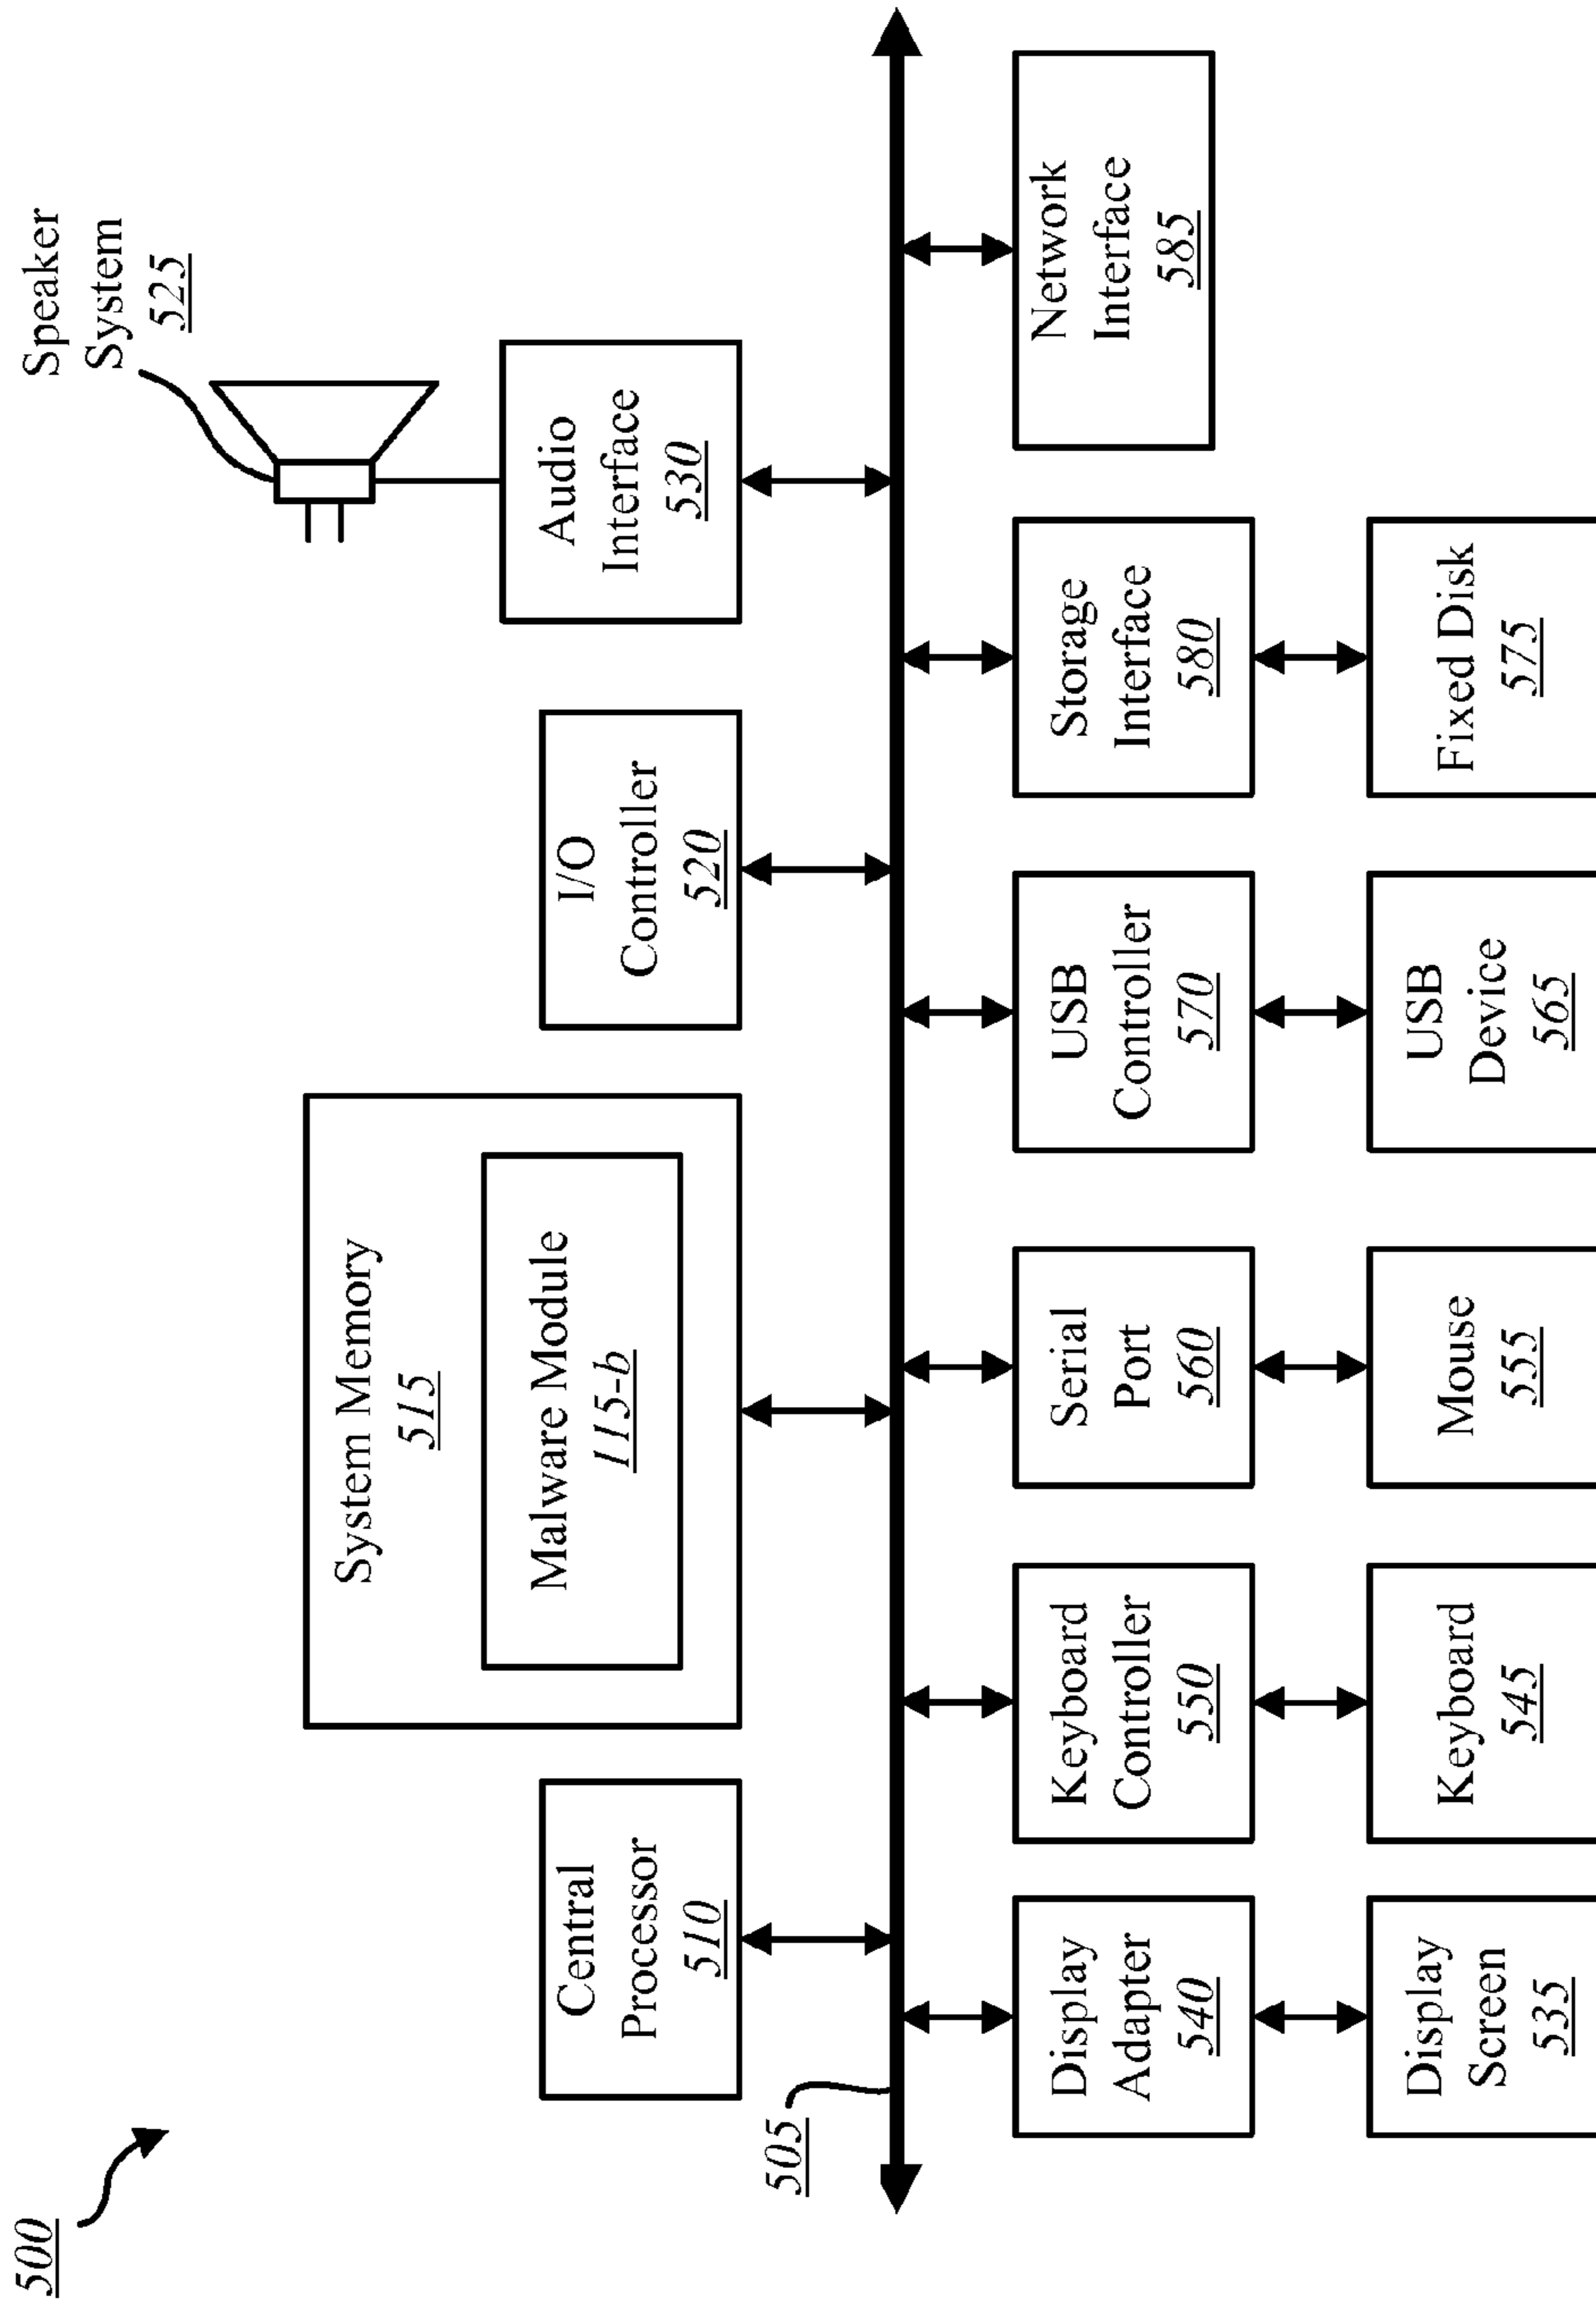 500
Speaker
System
525
Central
Processor
510
System Memory
515
Malware Module
115-b
I/O
Controller
520
Audio
Interface
530
505
Display
Adapter
540
Keyboard
Controller
550
Serial
Port
560
USB
Controller
570
Storage
Interface
580
Network
Interface
585
Display
Screen
535
Keyboard
545
Mouse
555
USB
Device
565
Fixed Disk
575